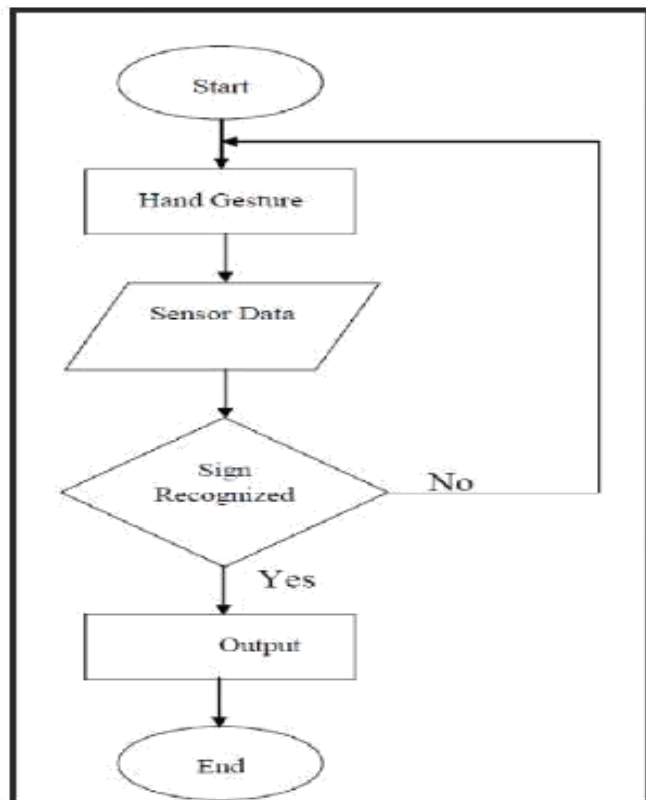 Start
Hand Gesture
Sensor Data
Sign
Recognized
No
Yes
Output
End